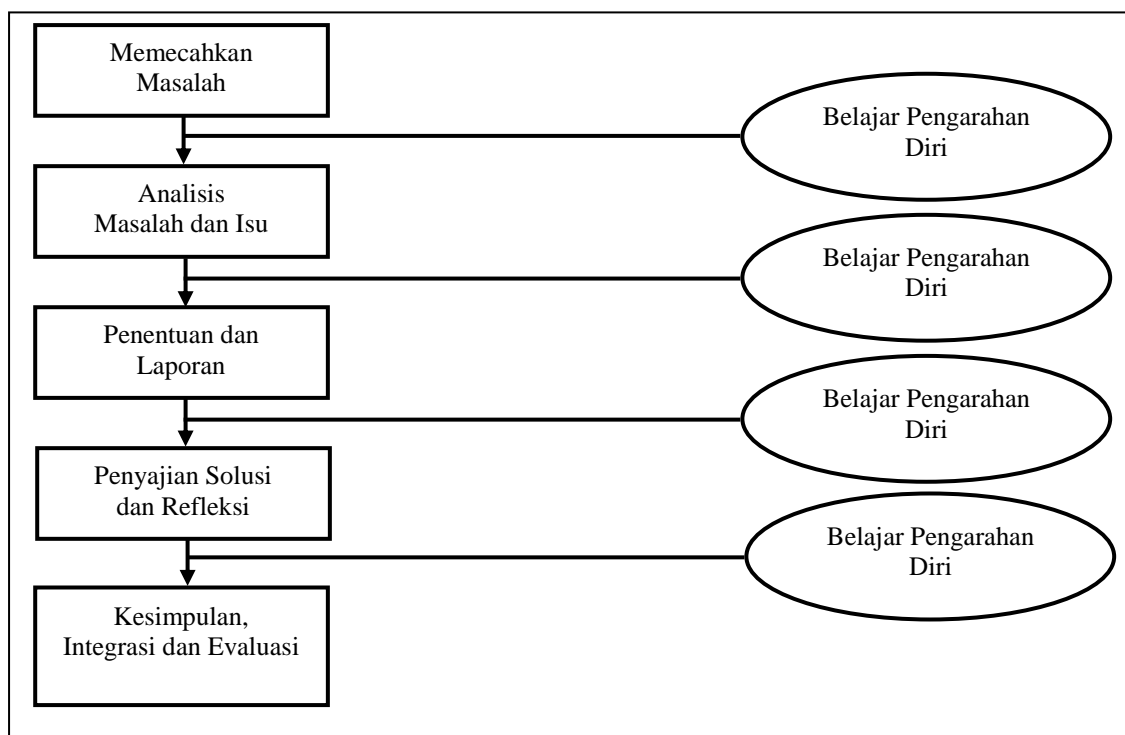 Memecahkan
Masalah
Belajar Pengarahan
Diri
Analisis
Masalah dan Isu
Belajar Pengarahan
Diri
Penentuan dan
Laporan
Belajar Pengarahan
Diri
Penyajian Solusi
dan Refleksi
Belajar Pengarahan
Diri
Kesimpulan,
Integrasi dan Evaluasi